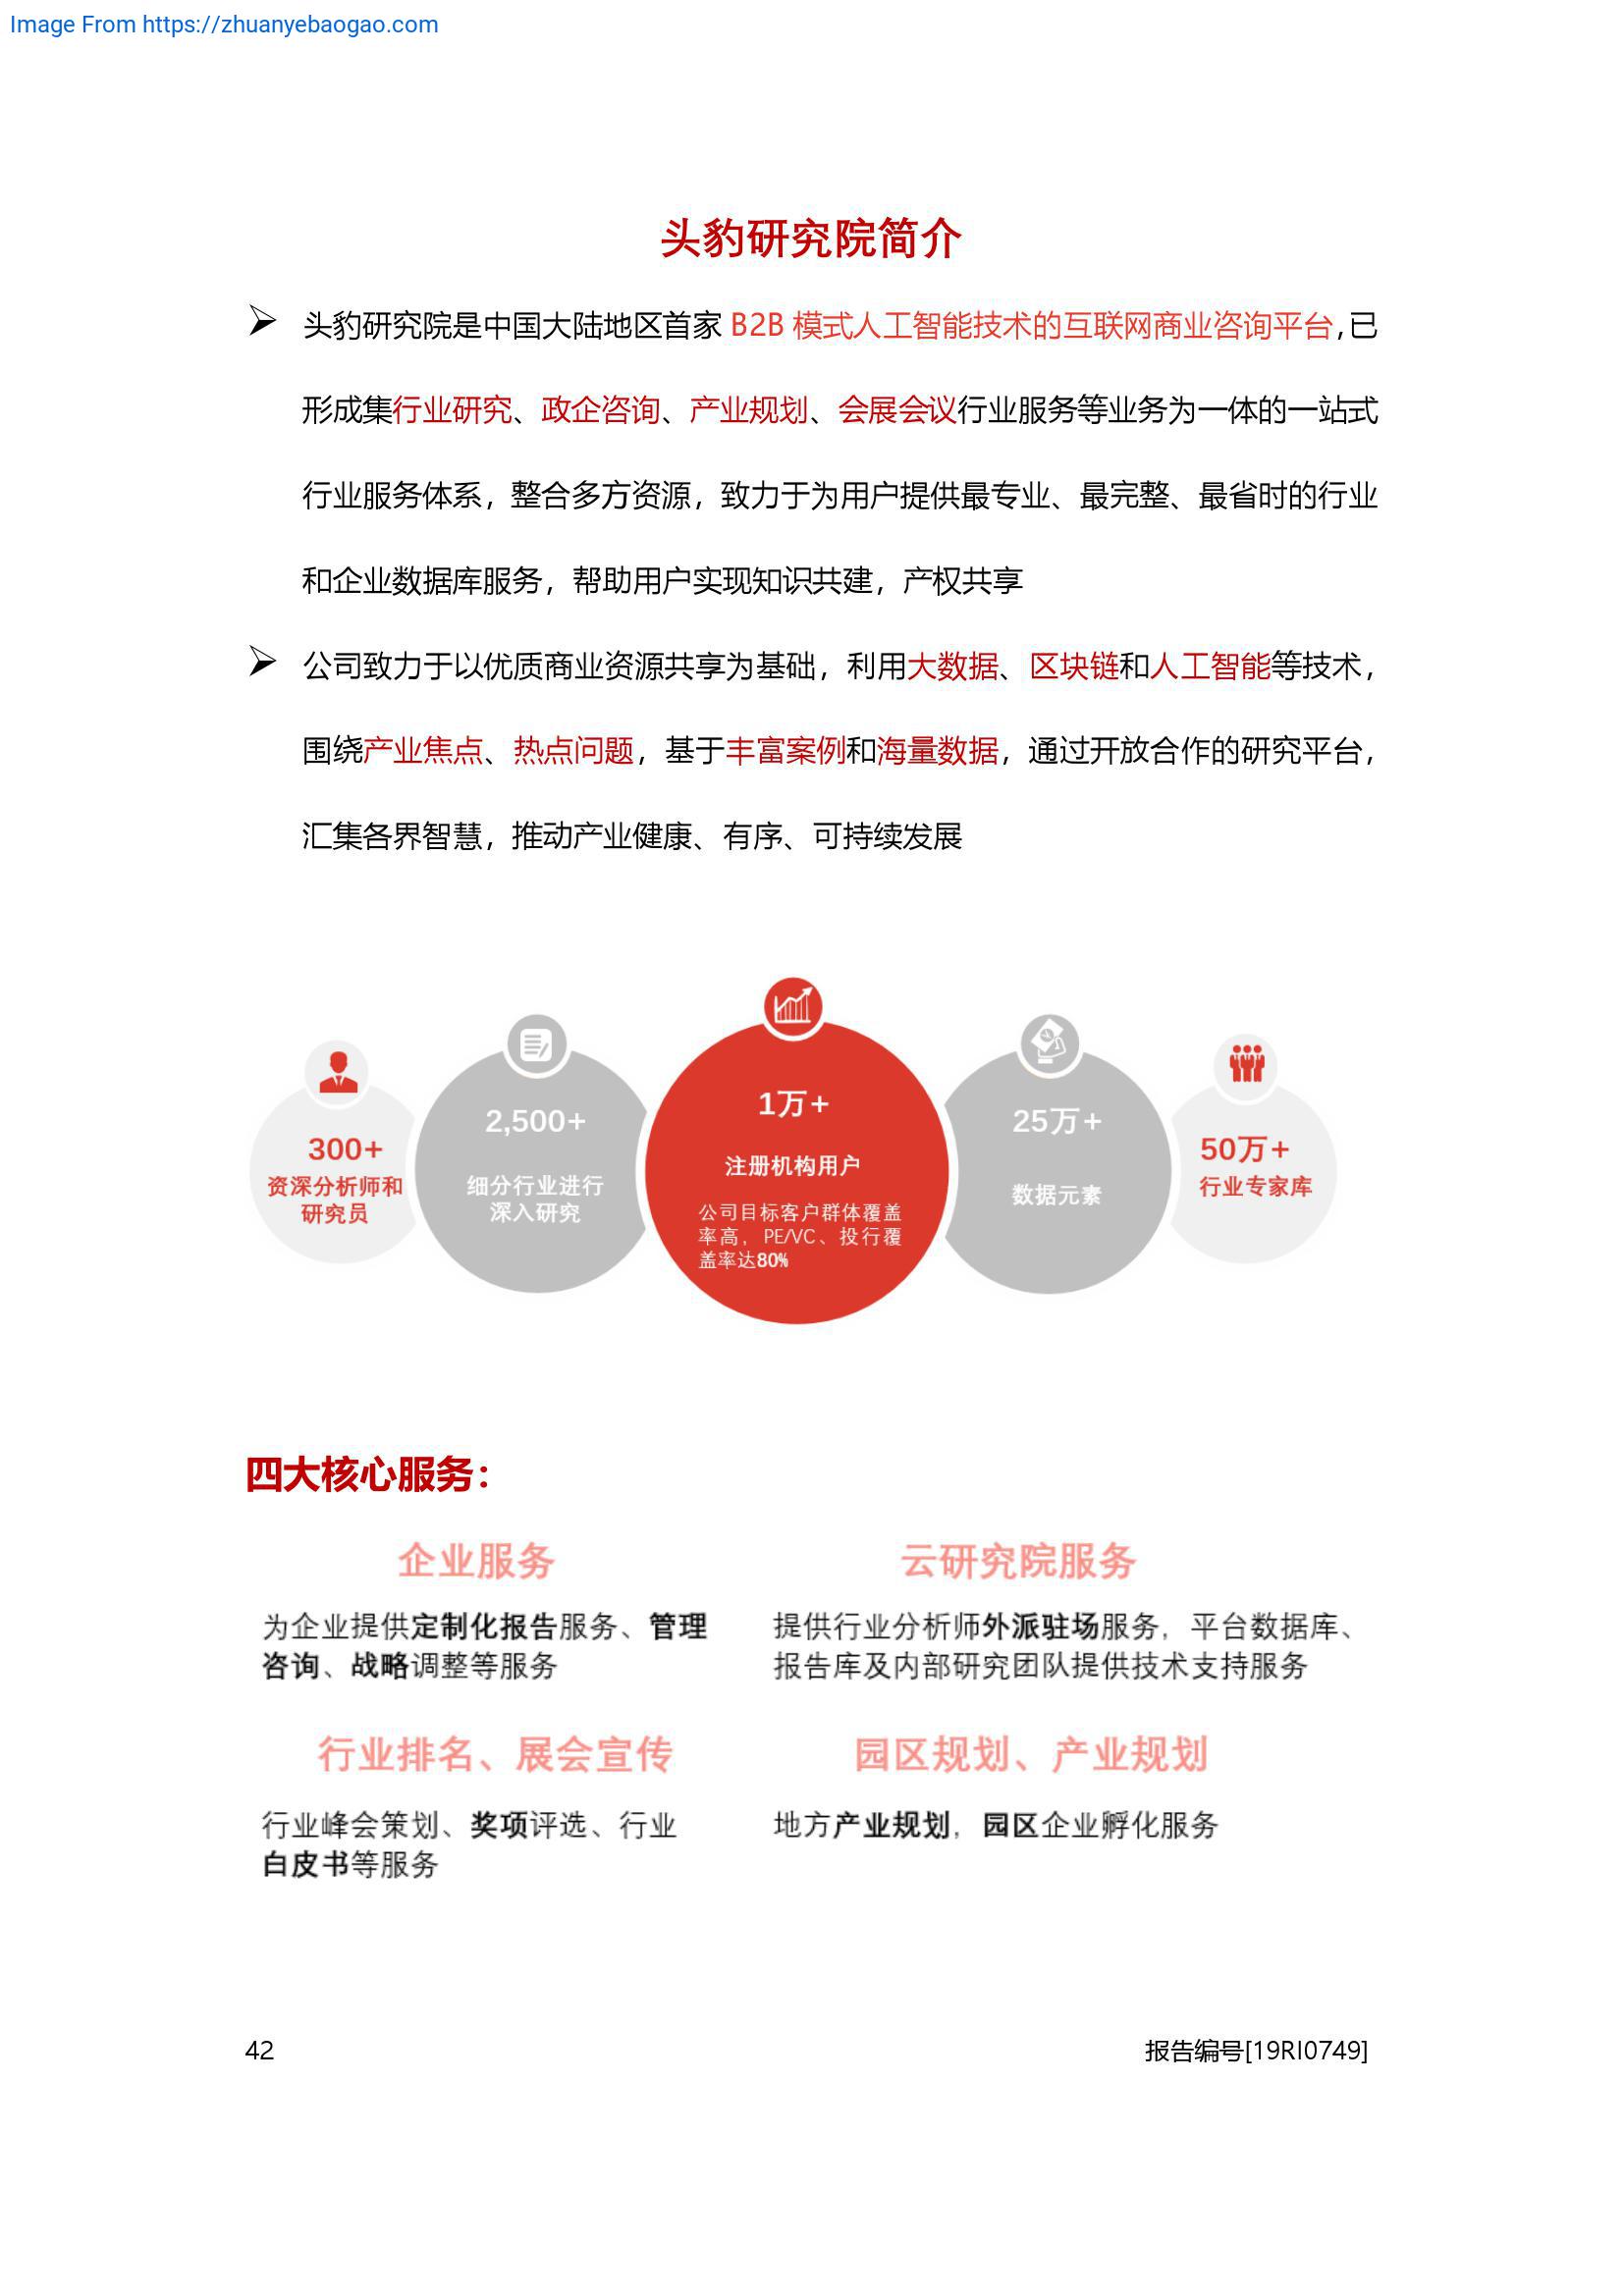 Image From https://zhuanyebaogao.com
头豹研究院简介
➢ 头豹研究院是中国大陆地区首家 B2B 模式人工智能技术的互联网商业咨询平台,已
形成集行业研究、政企咨询、产业规划、会展会议行业服务等业务为一体的一站式
行业服务体系，整合多方资源，致力于为用户提供最专业、最完整、最省时的行业
和企业数据库服务，帮助用户实现知识共建，产权共享
➢ 公司致力于以优质商业资源共享为基础，利用大数据、区块链和人工智能等技术，
围绕产业焦点、热点问题，基于丰富案例和海量数据，通过开放合作的研究平台，
汇集各界智慧，推动产业健康、有序、可持续发展
300+
资深分析师和
研究员
2,500+
细分行业进行
深入研究
1万+
注册机构用户
公司目标客户群体覆盖
率高，PE/VC、投行覆
盖率达80%
25万+
数据元素
50万+
行业专家库
四大核心服务：
企业服务
为企业提供定制化报告服务、管理
咨询、战略调整等服务
云研究院服务
提供行业分析师外派驻场服务，平台数据库、
报告库及内部研究团队提供技术支持服务
行业排名、展会宣传
行业峰会策划、奖项评选、行业
白皮书等服务
园区规划、产业规划
地方产业规划，园区企业孵化服务
42
报告编号[19RI0749]